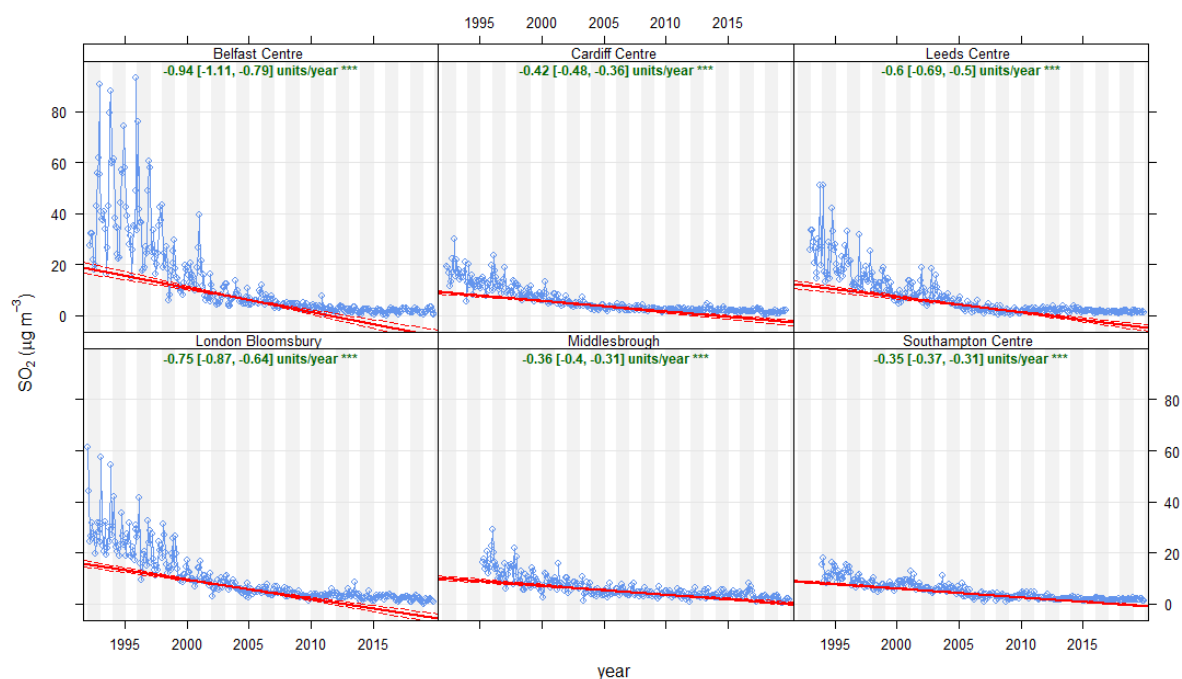 1995 2000 2005 2010 2015
Belfast Centre Cardiff Centre Leeds Centre
-0.94 [-1.11, -0.79] units/year *** -0.42 [-0.48, -0.36] units/year *** -0.6 [-0.69, -0.5] units/year ***
80
60
40
20
0
London Bloomsbury Middlesbrough Southampton Centre
-0.75 [-0.87, -0.64] units/year *** -0.36 [-0.4, -0.31] units/year *** -0.35 [-0.37, -0.31] units/year ***
80
60
40
20
0
SO₂ (µg m⁻³)
1995 2000 2005 2010 2015 1995 2000 2005 2010 2015
year